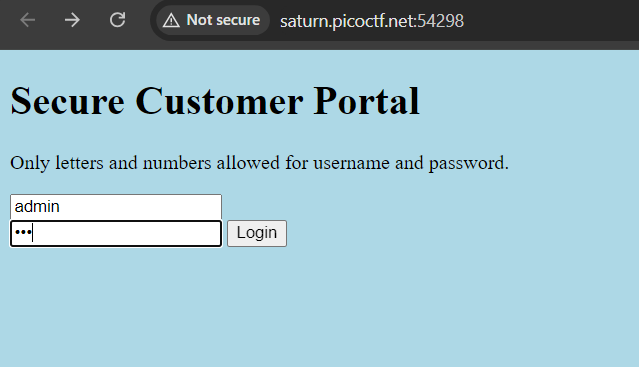 Not secure saturn.picoctf.net:54298
Secure Customer Portal
Only letters and numbers allowed for username and password.
admin
••• Login